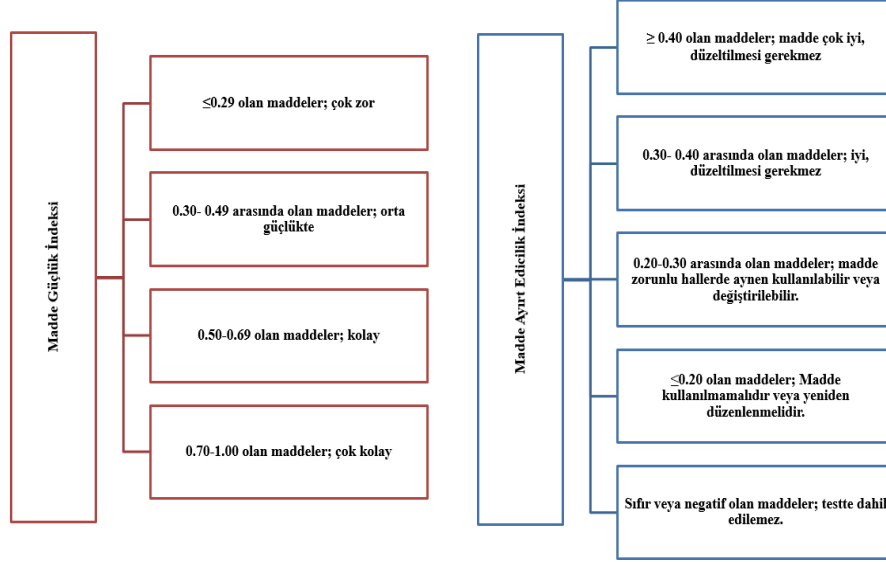 Madde Güçlük İndeksi
≤0.29 olan maddeler; çok zor
0.30- 0.49 arasında olan maddeler; orta
güçlükte
0.50-0.69 olan maddeler; kolay
0.70-1.00 olan maddeler; çok kolay
Madde Ayırt Edicilik İndeksi
≥ 0.40 olan maddeler; madde çok iyi,
düzeltilmesi gerekmez
0.30- 0.40 arasında olan maddeler; iyi,
düzeltilmesi gerekmez
0.20-0.30 arasında olan maddeler; madde
zorunlu hallerde aynen kullanılabilir veya
değiştirilebilir.
≤0.20 olan maddeler; Madde
kullanılmamalıdır veya yeniden
düzenlenmelidir.
Sıfır veya negatif olan maddeler; testte dahil
edilemez.